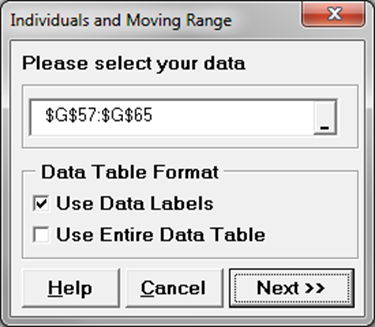 Individuals and Moving Range
Please select your data
$G$57:$G$65
Data Table Format
Use Data Labels
Use Entire Data Table
Help Cancel Next >>